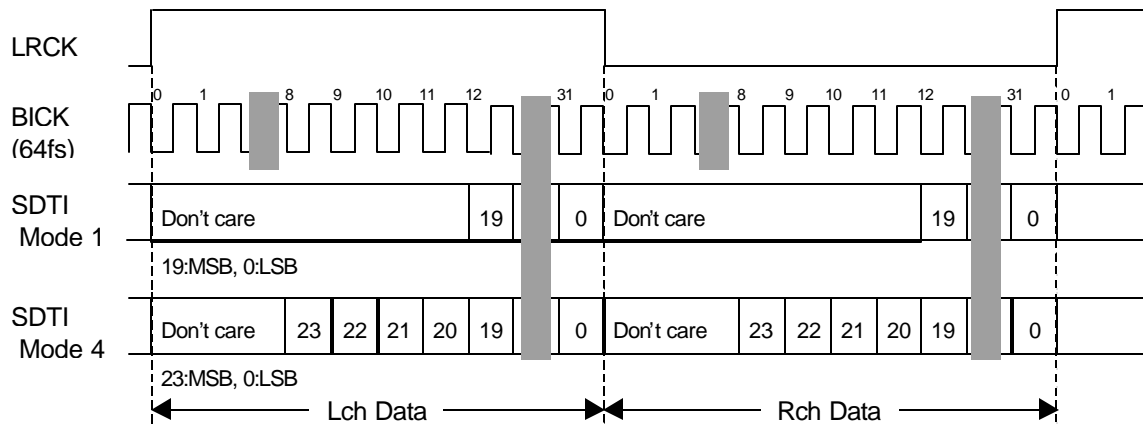 LRCK
0 1 8 9 10 11 12 31 0 1 8 9 10 11 12 31 0 1
BICK
(64fs)
SDTI
Mode 1
Don't care 19 0 Don't care 19 0
19:MSB, 0:LSB
SDTI
Mode 4
Don't care 23 22 21 20 19 0 Don't care 23 22 21 20 19 0
23:MSB, 0:LSB
Lch Data Rch Data